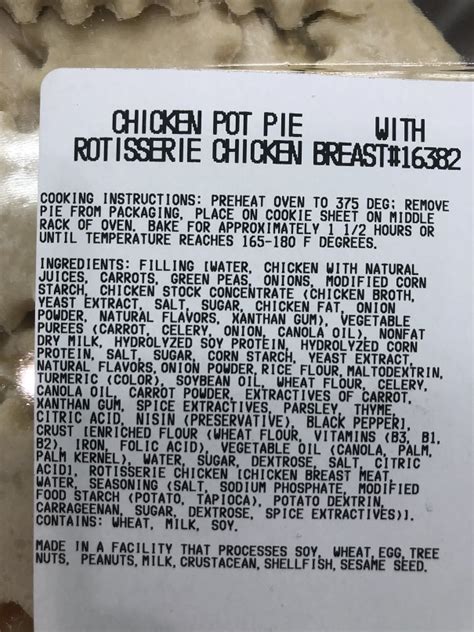 CHICKEN POT PIE WITH
ROTISSERIE CHICKEN BREAST#16382
COOKING INSTRUCTIONS: PREHEAT OVEN TO 375 DEG; REMOVE
PIE FROM PACKAGING, PLACE ON COOKIE SHEET ON MIDDLE
RACK OF OVEN. BAKE FOR APPROXIMATELY 1 1/2 HOURS OR
UNTIL TEMPERATURE REACHES 165-180 F DEGREES.
INGREDIENTS: FILLING [WATER, CHICKEN WITH NATURAL
JUICES, CARROTS, GREEN PEAS, ONIONS, MODIFIED CORN
STARCH, CHICKEN STOCK CONCENTRATE (CHICKEN BROTH,
YEAST EXTRACT, SALT, SUGAR, CHICKEN FAT, ONION
POWDER, NATURAL FLAVORS, XANTHAN GUM), VEGETABLE
PUREES (CARROT, CELERY, ONION, CANOLA OIL), NONFAT
DRY MILK, HYDROLYZED SOY PROTEIN, HYDROLYZED CORN
PROTEIN, SALT, SUGAR, CORN STARCH, YEAST EXTRACT,
NATURAL FLAVORS, ONION POWDER, RICE FLOUR, MALTODEXTRIN,
TURMERIC (COLOR), SOYBEAN OIL, WHEAT FLOUR, CELERY,
CANOLA OIL, CARROT POWDER, EXTRACTIVES OF CARROT,
XANTHAN GUM, SPICE EXTRACTIVES, PARSLEY, THYME,
CITRIC ACID, NISIN (PRESERVATIVE), BLACK PEPPER],
CRUST ENRICHED FLOUR (WHEAT FLOUR, VITAMINS (B3, B1,
B2), IRON, FOLIC ACID), VEGETABLE OIL (CANOLA, PALM,
PALM KERNEL), WATER, SUGAR, DEXTROSE, SALT, CITRIC
ACID], ROTISSERIE CHICKEN [CHICKEN BREAST MEAT,
WATER, SEASONING (SALT, SODIUM PHOSPHATE, MODIFIED
FOOD STARCH (POTATO, TAPIOCA), POTATO DEXTRIN,
CARRAGEENAN, SUGAR, DEXTROSE, SPICE EXTRACTIVES)].
CONTAINS: WHEAT, MILK, SOY.
MADE IN A FACILITY THAT PROCESSES SOY, WHEAT, EGG, TREE
NUTS, PEANUTS, MILK, CRUSTACEAN, SHELLFISH, SESAME SEED.